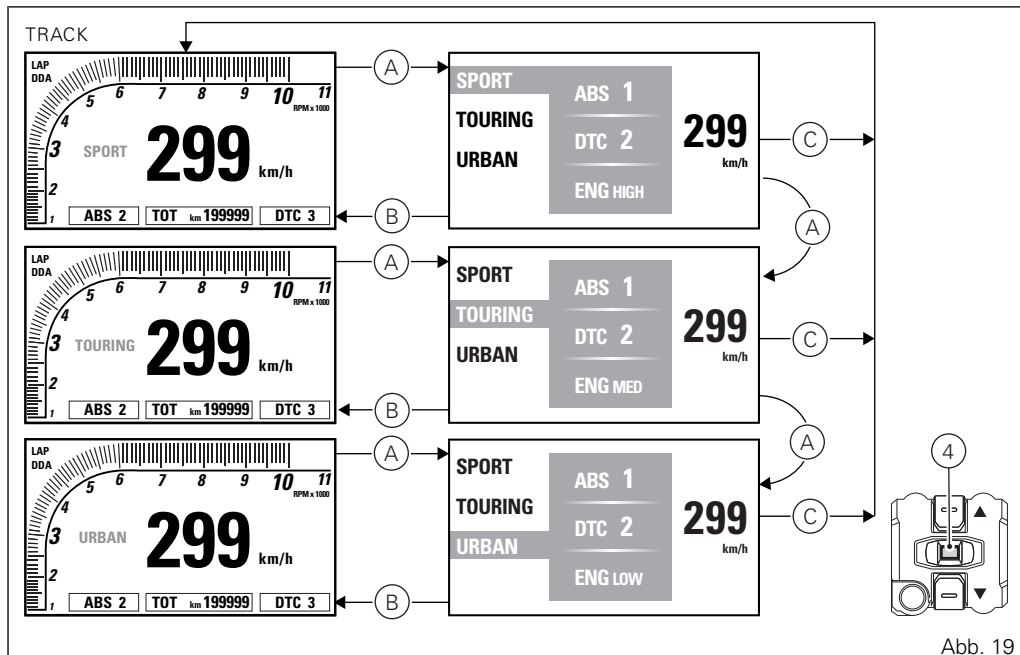 TRACK
LAP
DDA
1 2 3 4 5 6 7 8 9 10 11
RPM x 1000
SPORT
299 km/h
ABS 2 TOT km 199999 DTC 3
A
B
SPORT
TOURING
URBAN
ABS 1
DTC 2
ENG HIGH
299
km/h
C
A
LAP
DDA
1 2 3 4 5 6 7 8 9 10 11
RPM x 1000
TOURING
299 km/h
ABS 2 TOT km 199999 DTC 3
A
B
SPORT
TOURING
URBAN
ABS 1
DTC 2
ENG MED
299
km/h
C
A
LAP
DDA
1 2 3 4 5 6 7 8 9 10 11
RPM x 1000
URBAN
299 km/h
ABS 2 TOT km 199999 DTC 3
A
B
SPORT
TOURING
URBAN
ABS 1
DTC 2
ENG LOW
299
km/h
C
4
Abb. 19